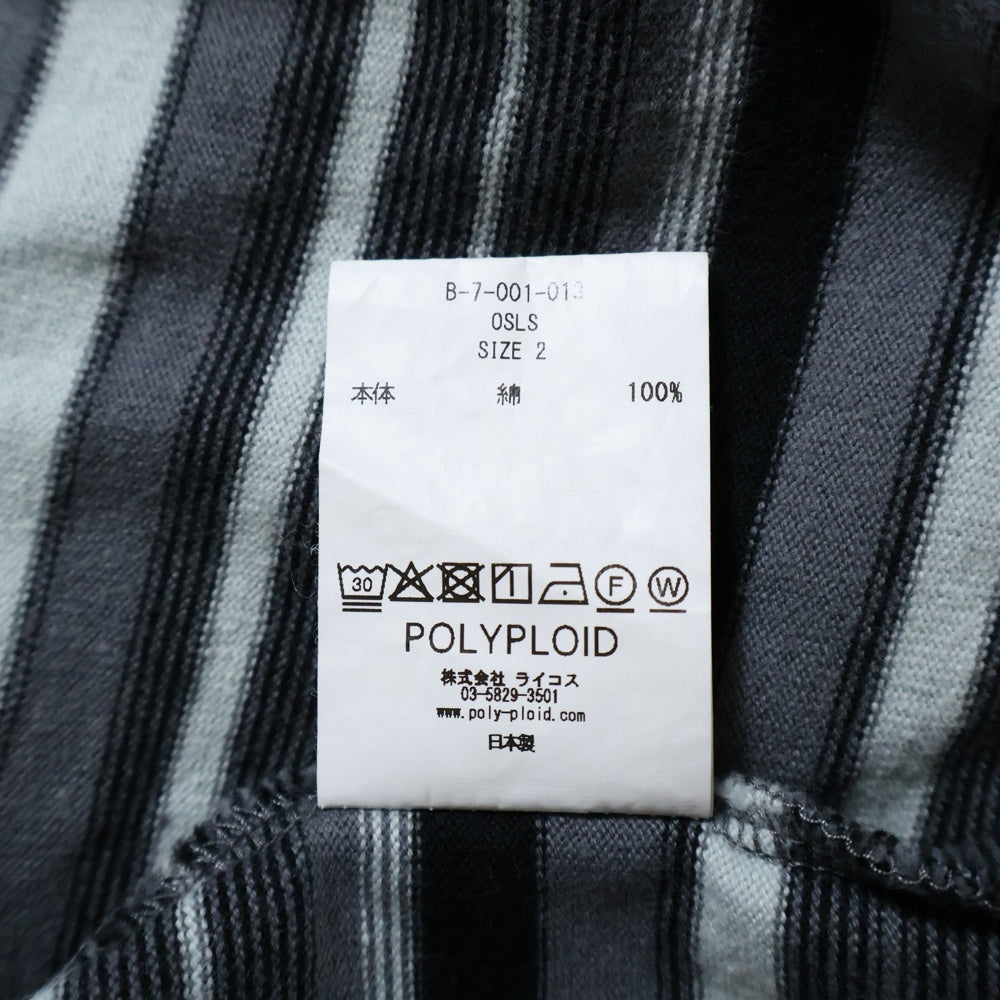 B-7-001-013
OSLS
SIZE 2
本体 綿 100%
30 F W
POLYPLOID
株式会社 ライコス
03-5829-3501
www.poly-ploid.com
日本製